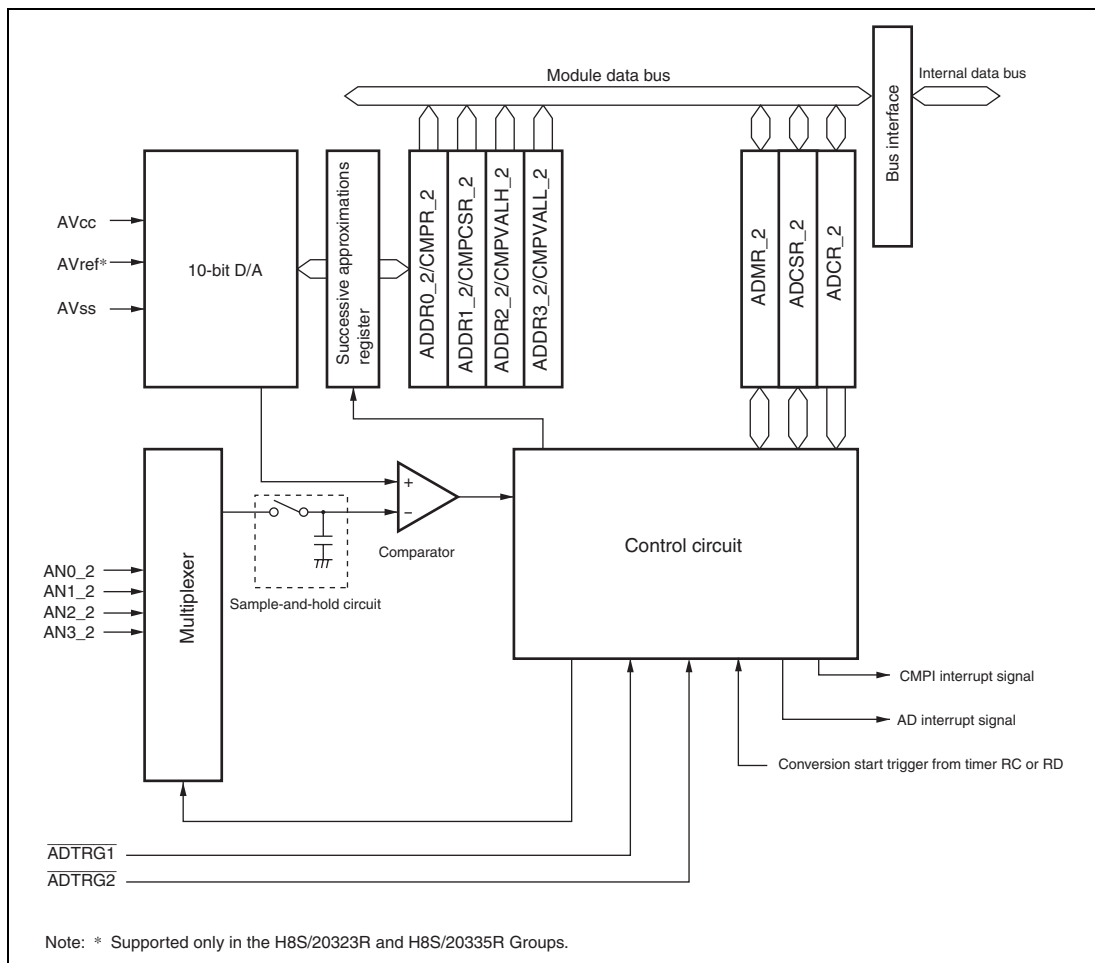 Module data bus
Internal data bus
Bus interface
AVcc
AVref*
AVss
10-bit D/A
Successive approximations
register
ADDR0_2/CMPR_2
ADDR1_2/CMPCSR_2
ADDR2_2/CMPVALH_2
ADDR3_2/CMPVALL_2
ADMR_2
ADCSR_2
ADCR_2
+
−
Comparator
Control circuit
Multiplexer
Sample-and-hold circuit
AN0_2
AN1_2
AN2_2
AN3_2
CMPI interrupt signal
AD interrupt signal
Conversion start trigger from timer RC or RD
ADTRG1
ADTRG2
Note: * Supported only in the H8S/20323R and H8S/20335R Groups.